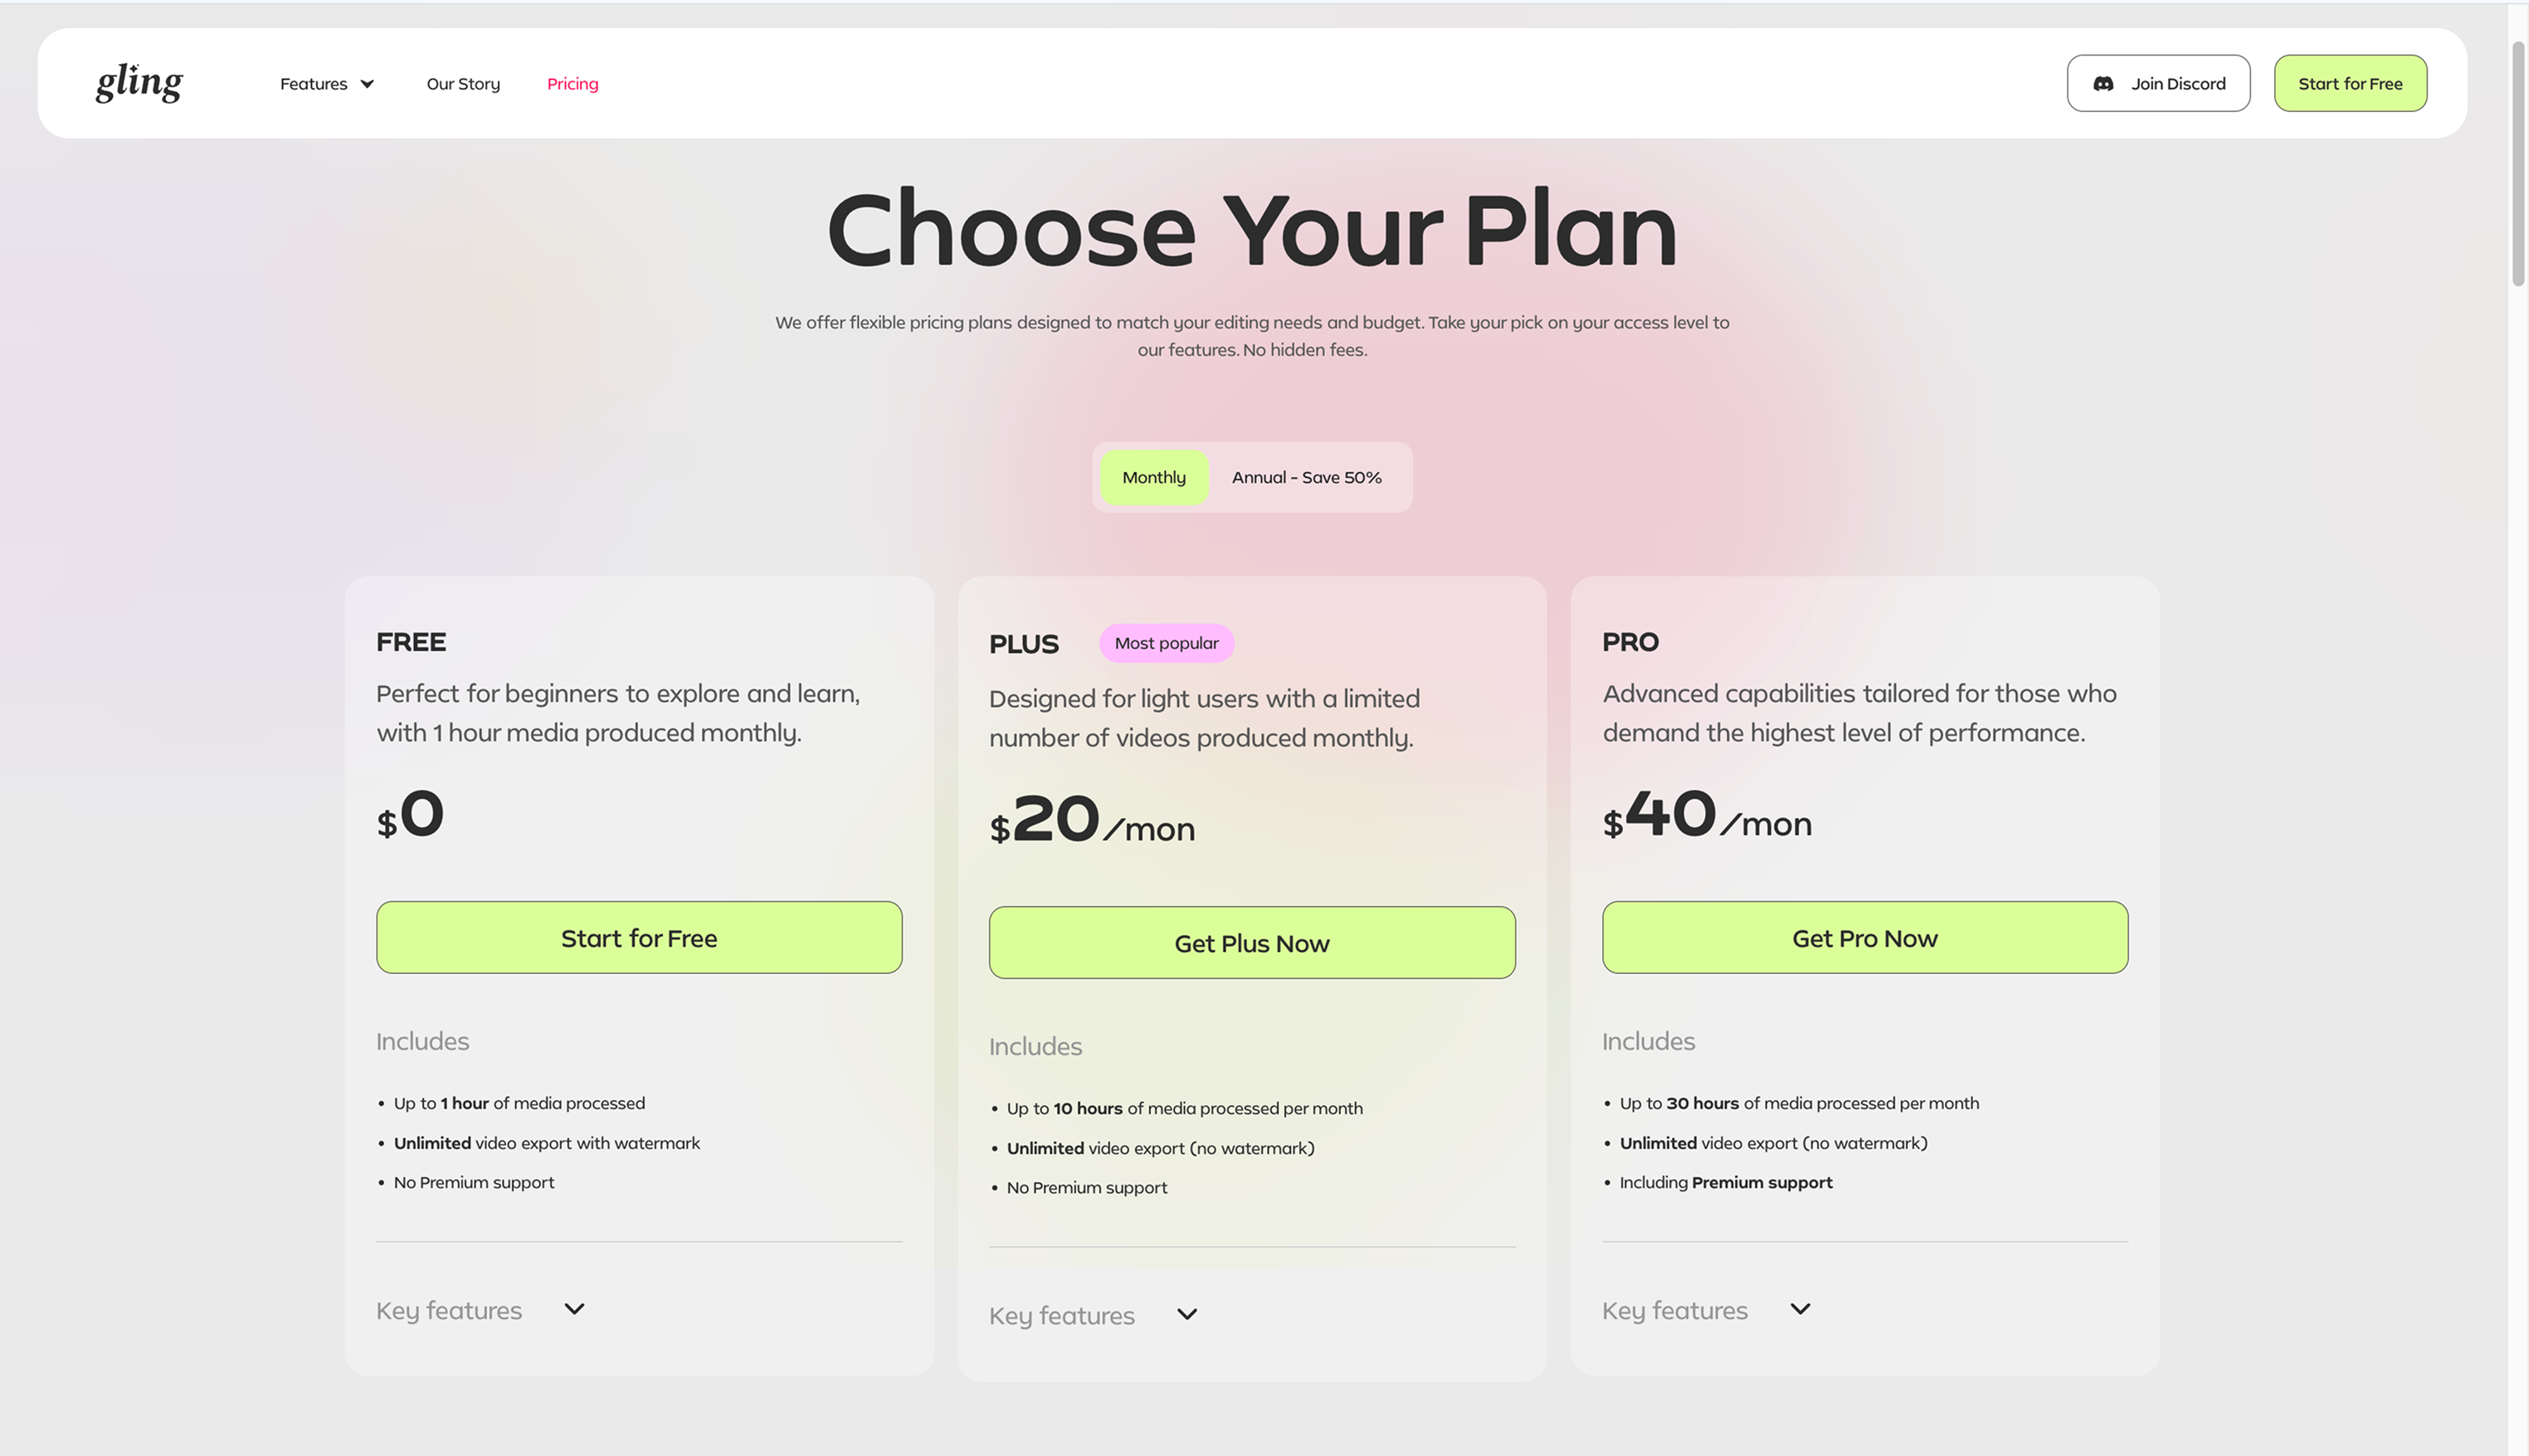 gling
Features
Our Story
Pricing
Join Discord
Start for Free
Choose Your Plan
We offer flexible pricing plans designed to match your editing needs and budget. Take your pick on your access level to
our features. No hidden fees.
Monthly
Annual - Save 50%
FREE
Perfect for beginners to explore and learn,
with 1 hour media produced monthly.
$0
Start for Free
Includes
• Up to 1 hour of media processed
• Unlimited video export with watermark
• No Premium support
Key features
PLUS
Most popular
Designed for light users with a limited
number of videos produced monthly.
$20/mon
Get Plus Now
Includes
• Up to 10 hours of media processed per month
• Unlimited video export (no watermark)
• No Premium support
Key features
PRO
Advanced capabilities tailored for those who
demand the highest level of performance.
$40/mon
Get Pro Now
Includes
• Up to 30 hours of media processed per month
• Unlimited video export (no watermark)
• Including Premium support
Key features